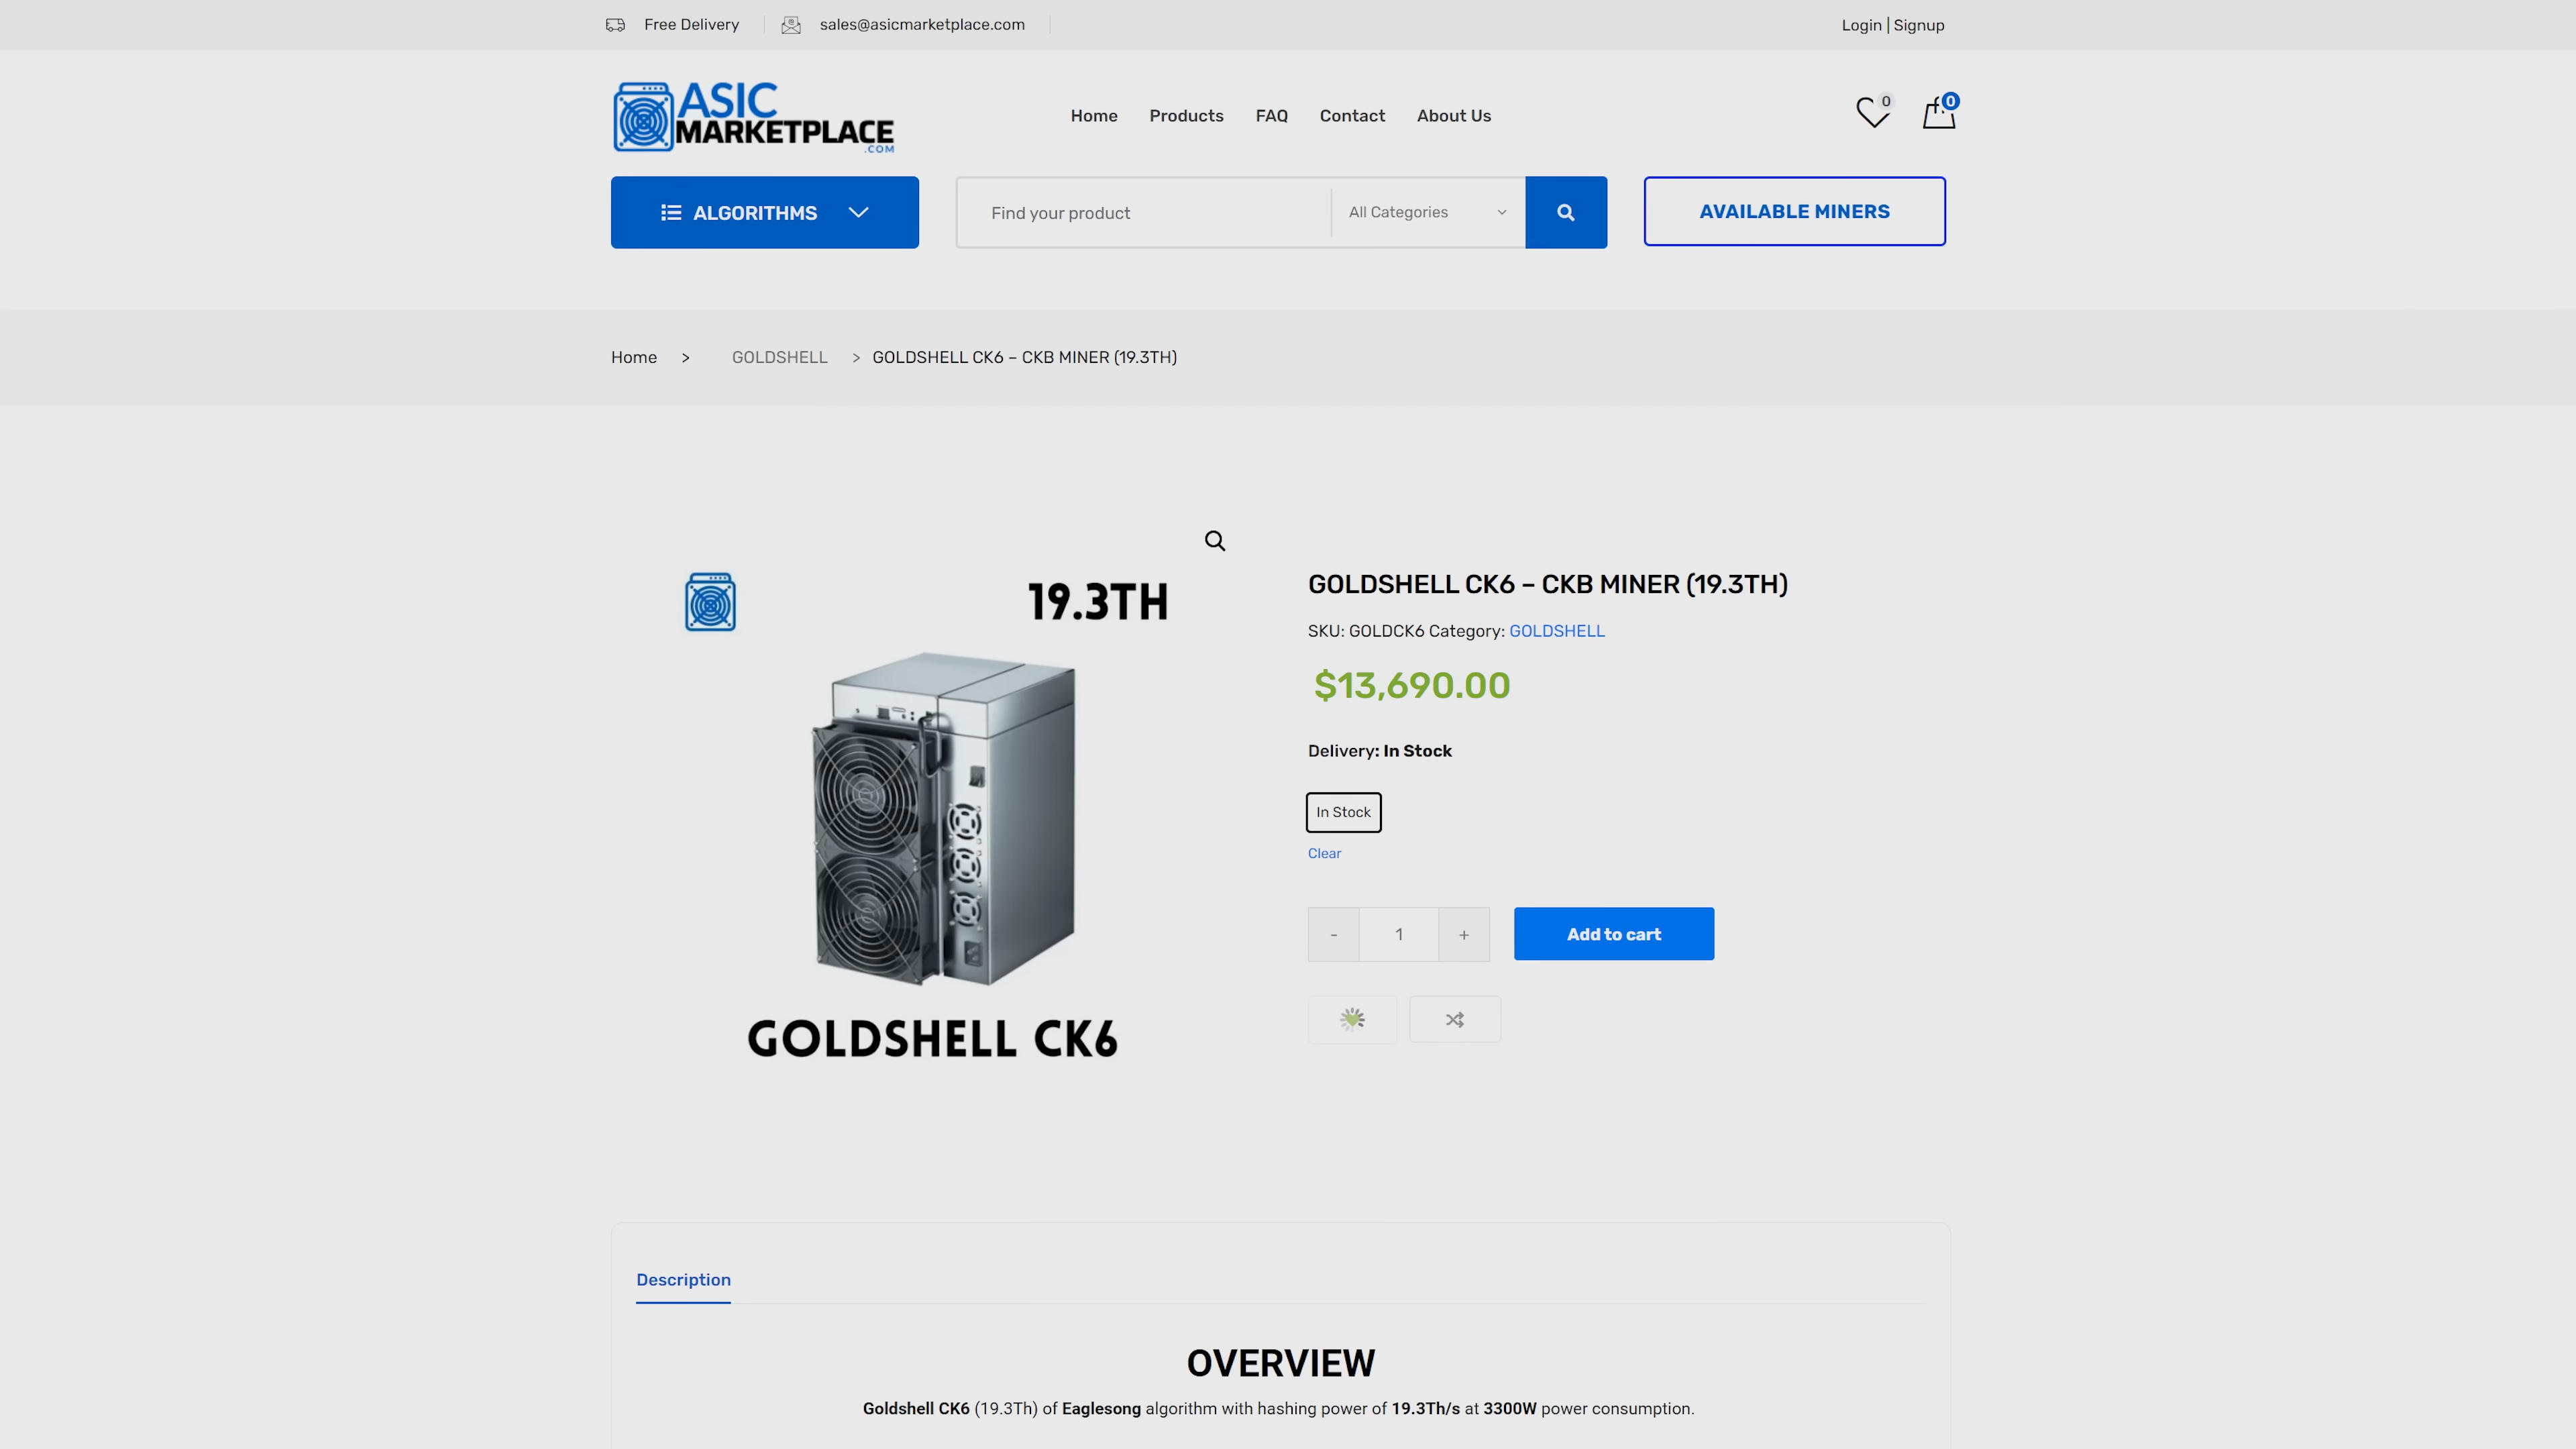 Free Delivery
sales@asicmarketplace.com
Login | Signup
ASIC
MARKETPLACE
.COM
Home
Products
FAQ
Contact
About Us
0
0
ALGORITHMS
Find your product
All Categories
AVAILABLE MINERS
Home > GOLDSHELL > GOLDSHELL CK6 – CKB MINER (19.3TH)
19.3TH
GOLDSHELL CK6
GOLDSHELL CK6 – CKB MINER (19.3TH)
SKU: GOLDCK6 Category: GOLDSHELL
$13,690.00
Delivery: In Stock
In Stock
Clear
- 1 +
Add to cart
Description
OVERVIEW
Goldshell CK6 (19.3Th) of Eaglesong algorithm with hashing power of 19.3Th/s at 3300W power consumption.